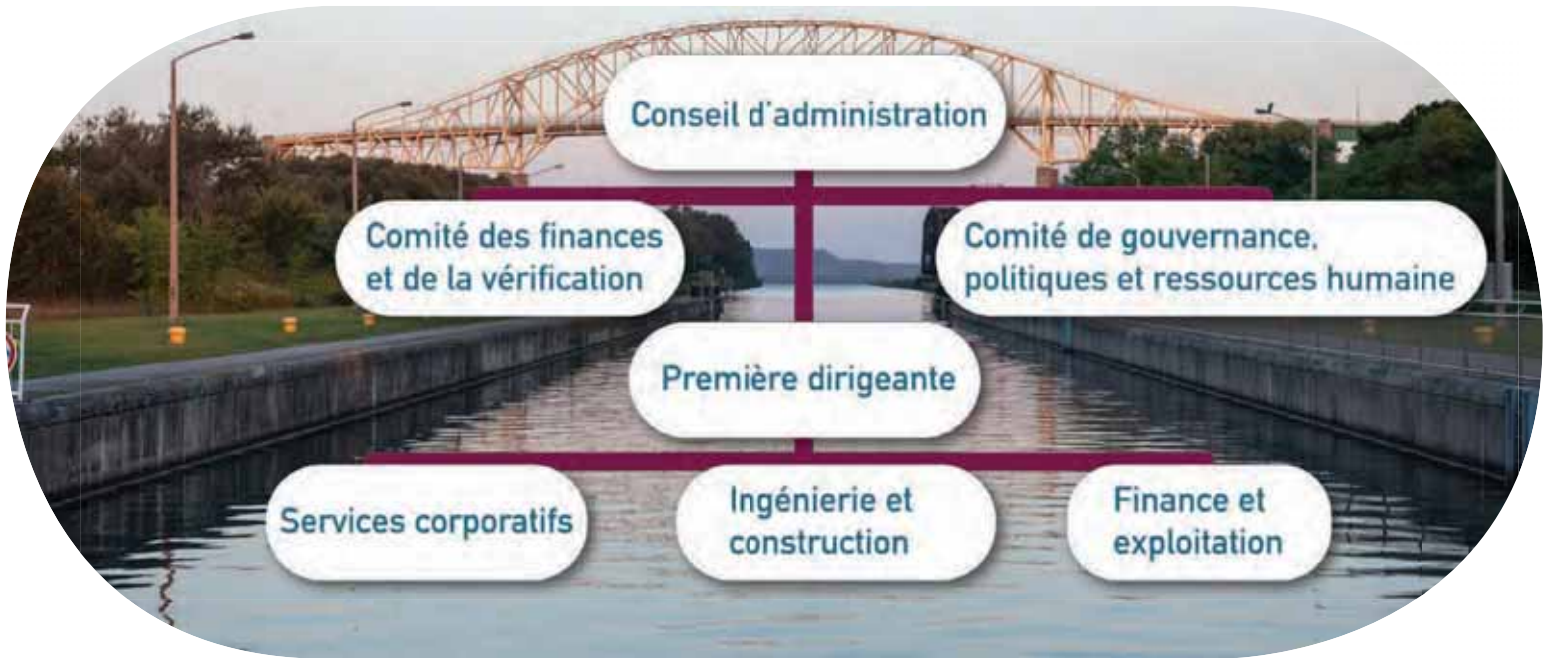 Conseil d'administration
Comité des finances
et de la vérification
Comité de gouvernance,
politiques et ressources humaine
Première dirigeante
Services corporatifs
Ingénierie et
construction
Finance et
exploitation